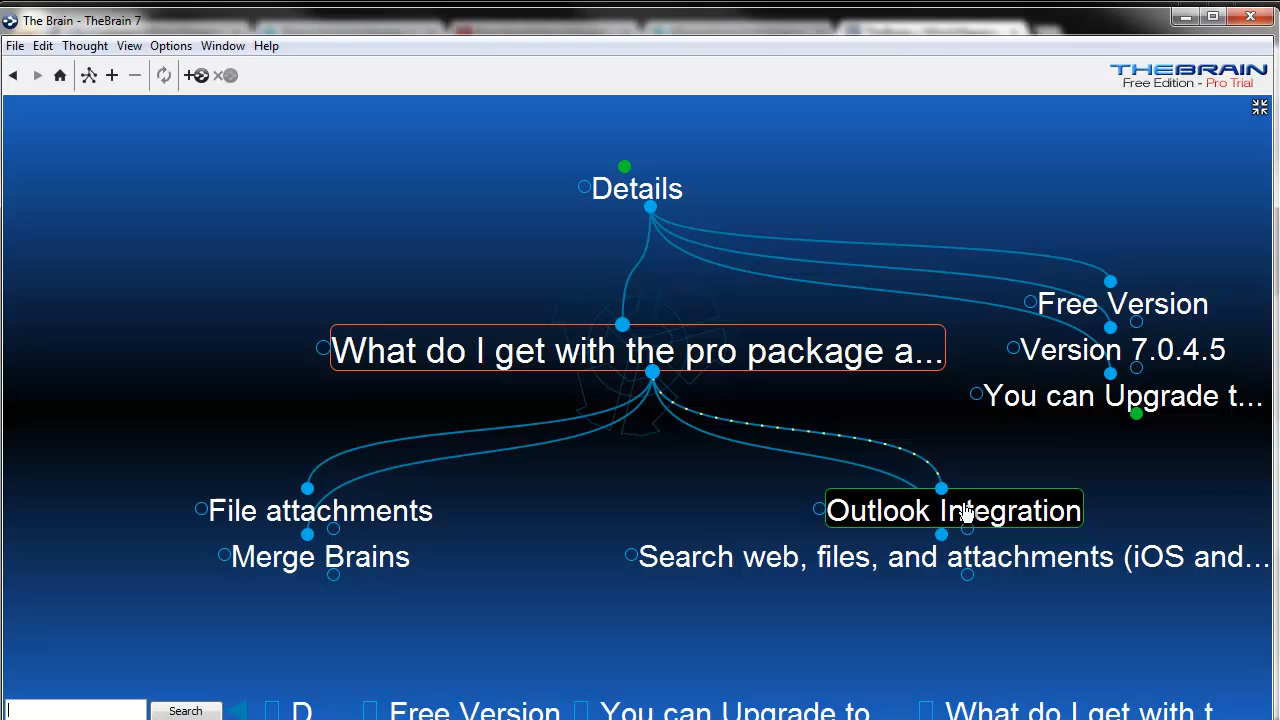 The Brain - TheBrain 7
File Edit Thought View Options Window Help
THEBRAIN
Free Edition - Pro Trial
Details
Free Version
What do I get with the pro package a...
Version 7.0.4.5
You can Upgrade t...
File attachments
Outlook Integration
Merge Brains
Search web, files, and attachments (iOS and...
Search
D
Free Version
You can Upgrade to
What do I get with t